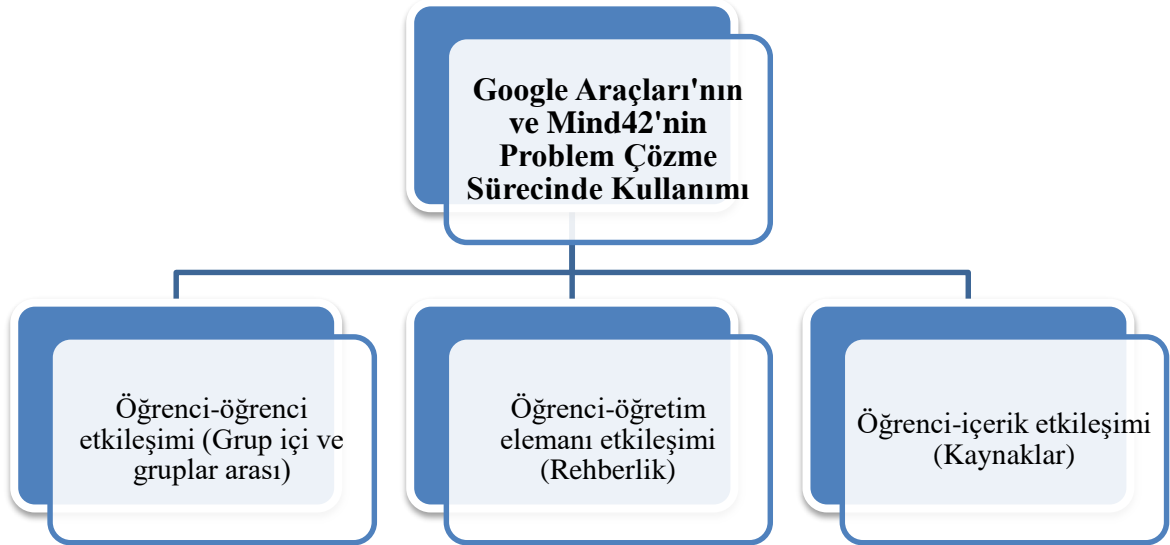 Google Araçları'nın
ve Mind42'nin
Problem Çözme
Sürecinde Kullanımı
Öğrenci-öğrenci
etkileşimi (Grup içi ve
gruplar arası)
Öğrenci-öğretim
elemanı etkileşimi
(Rehberlik)
Öğrenci-içerik etkileşimi
(Kaynaklar)